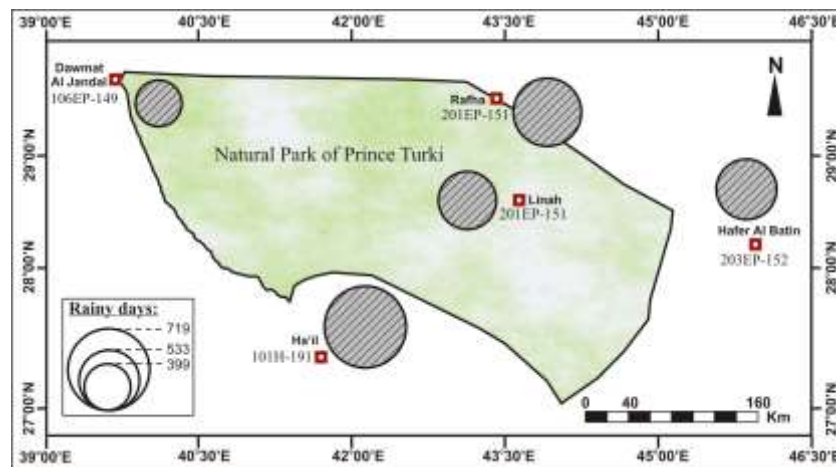 39°00'E 40°30'E 42°00'E 43°30'E 45°00'E 46°30'E
Dawmat
Al Jandal
106EP-149
Rafha
201EP-151
N
Natural Park of Prince Turki
Linah
201EP-151
Hafer Al Batin
203EP-152
Ha'il
101H-191
Rainy days:
719
533
399
0 40 160
Km
29°00'N
28°00'N
27°00'N
29°00'N
28°00'N
27°00'N
39°00'E 40°30'E 42°00'E 43°30'E 45°00'E 46°30'E